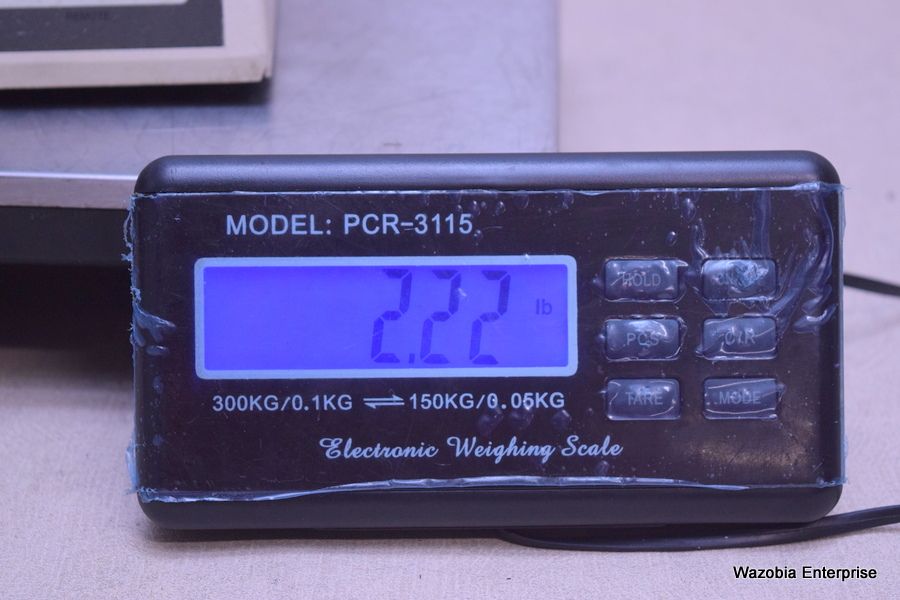 REMOTE
MODEL: PCR-3115
2.22 lb
HOLD
PCS
TARE MODE
300KG/0.1KG ⇌ 150KG/0.05KG
Electronic Weighing Scale
Wazobia Enterprise